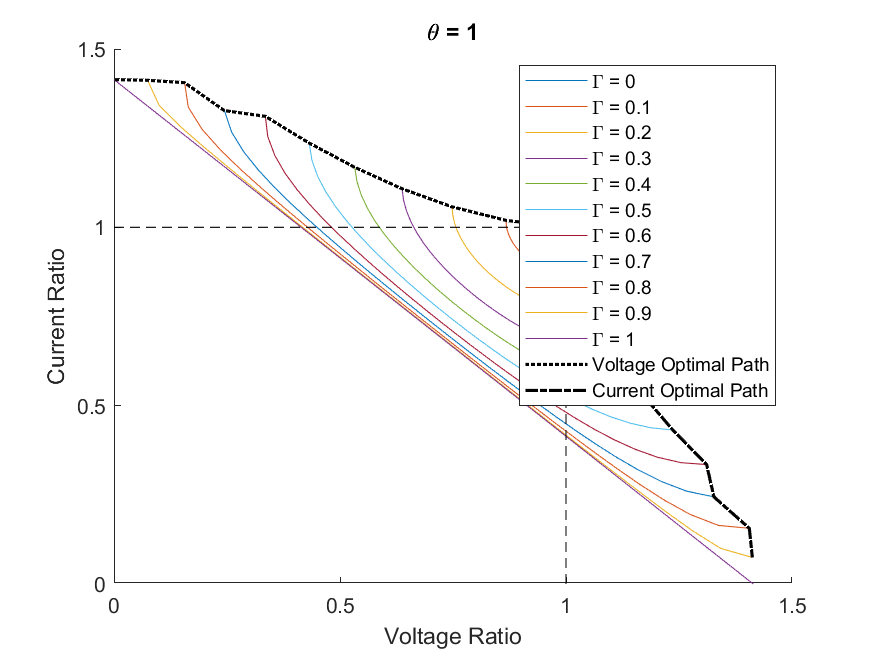 θ = 1
1.5
1
0.5
0
Current Ratio
0
0.5
1
1.5
Voltage Ratio
Γ = 0
Γ = 0.1
Γ = 0.2
Γ = 0.3
Γ = 0.4
Γ = 0.5
Γ = 0.6
Γ = 0.7
Γ = 0.8
Γ = 0.9
Γ = 1
Voltage Optimal Path
Current Optimal Path